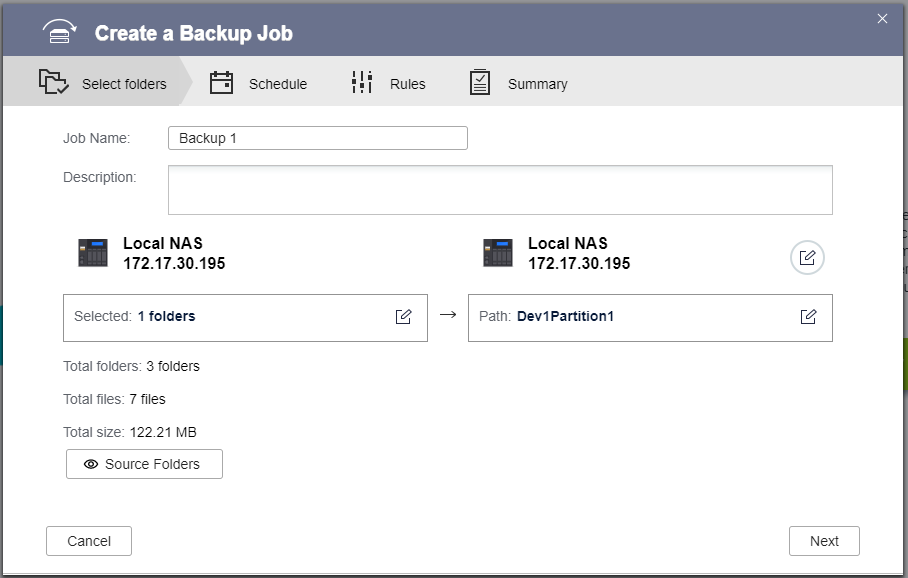 Create a Backup Job
Select folders
Schedule
Rules
Summary
Job Name: Backup 1
Description:
Local NAS
172.17.30.195
Local NAS
172.17.30.195
Selected: 1 folders
Path: Dev1Partition1
Total folders: 3 folders
Total files: 7 files
Total size: 122.21 MB
Source Folders
Cancel
Next